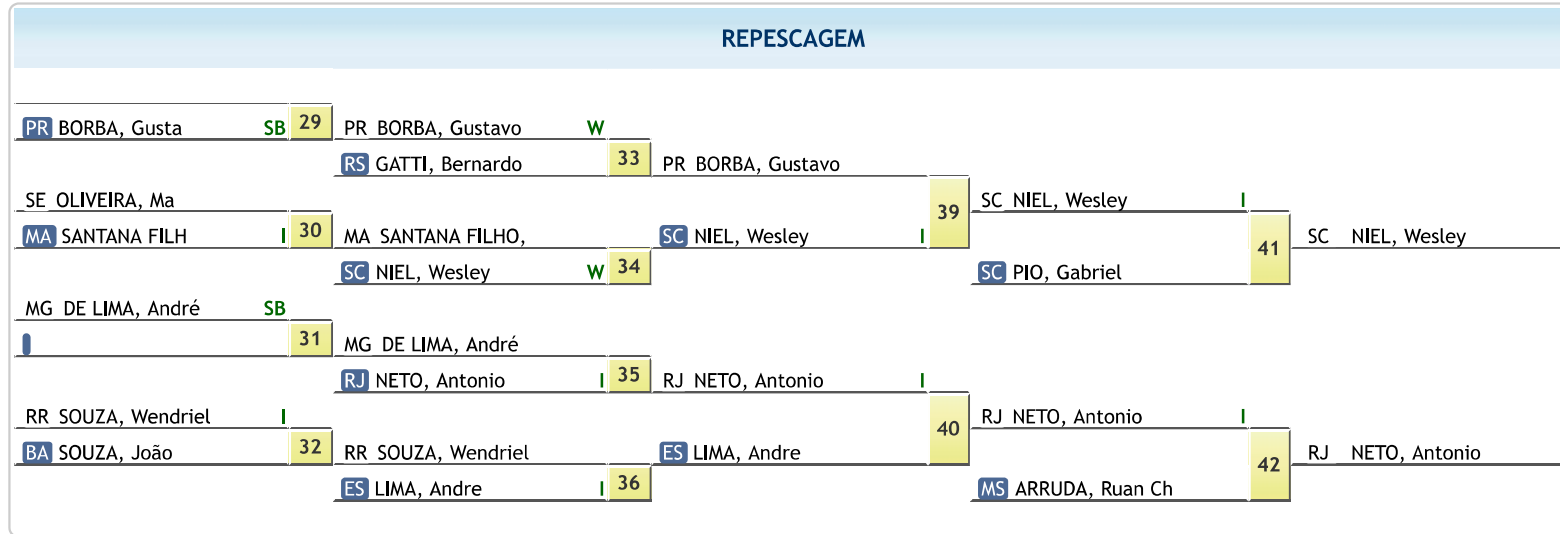 REPESCAGEM
PR BORBA, Gusta SB 29 PR BORBA, Gustavo W
RS GATTI, Bernardo 33 PR BORBA, Gustavo
SE OLIVEIRA, Ma 39 SC NIEL, Wesley I
MA SANTANA FILH I 30 MA SANTANA FILHO, SC NIEL, Wesley I 41 SC NIEL, Wesley
SC NIEL, Wesley W 34 SC PIO, Gabriel
MG DE LIMA, André SB
31 MG DE LIMA, André
RJ NETO, Antonio I 35 RJ NETO, Antonio I
RR SOUZA, Wendriel I 40 RJ NETO, Antonio I
BA SOUZA, João 32 RR SOUZA, Wendriel ES LIMA, Andre 42 RJ NETO, Antonio
ES LIMA, Andre I 36 MS ARRUDA, Ruan Ch